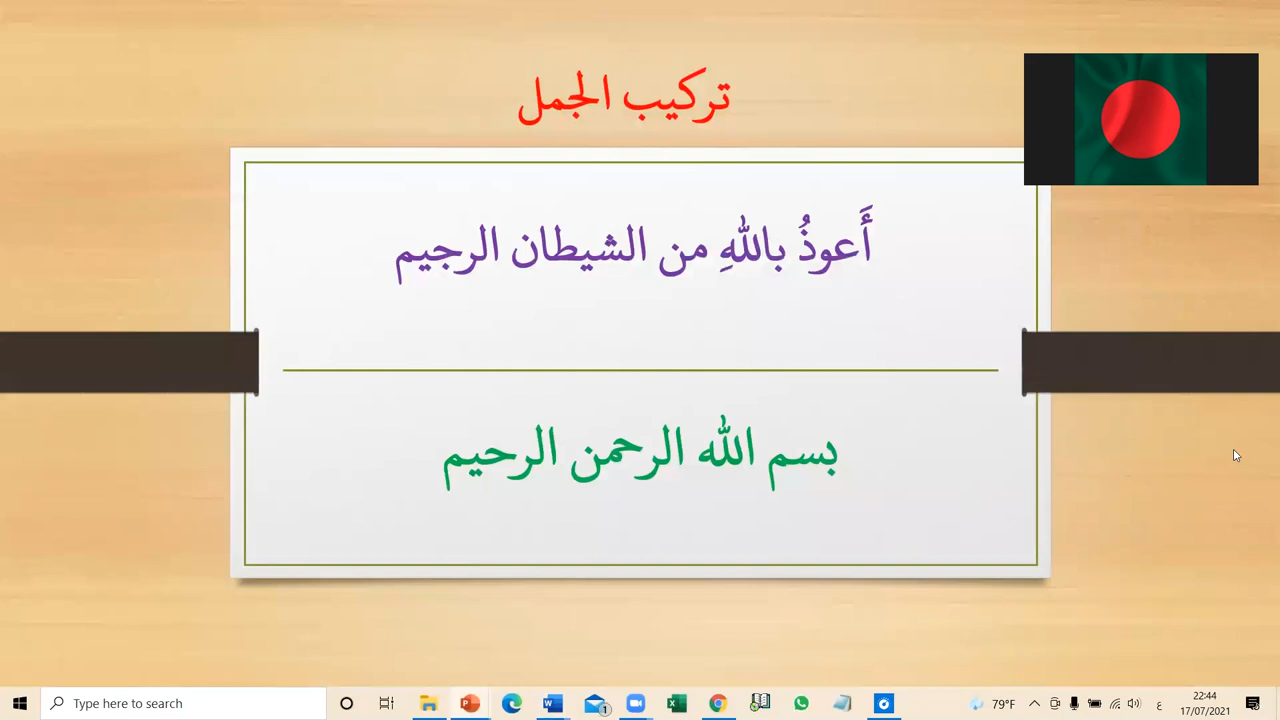 تركيب الجمل
أَعوذُ باللهِ من الشيطان الرجيم
بسم الله الرحمن الرحيم
Type here to search
1
79°F
ع
22:44
17/07/2021